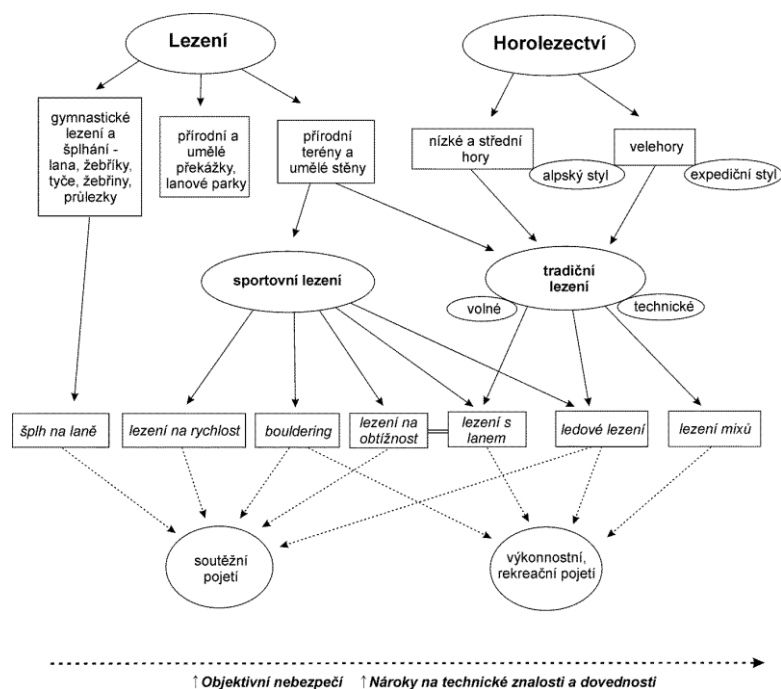 Lezení
Horolezectví
gymnastické
lezení a
šplhání -
lana, žebříky,
tyče, žebřiny,
průlezky
přírodní a
umělé
překážky,
lanové parky
přírodní
terény a
umělé stěny
nízké a střední
hory
alpský styl
velehory
expediční styl
sportovní lezení
tradiční
lezení
volné
technické
šplh na laně
lezení na rychlost
bouldering
lezení na
obtížnost
lezení s
lanem
ledové lezení
lezení mixů
soutěžní
pojetí
výkonnostní,
rekreační pojetí
↑ Objektivní nebezpečí ↑ Nároky na technické znalosti a dovednosti